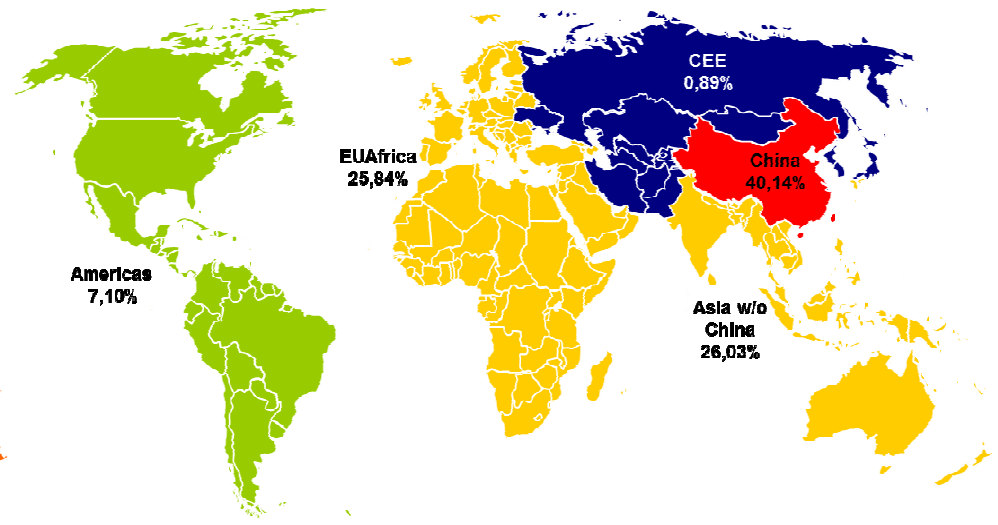 CEE
0,89%
EUAfrica
25,84%
China
40,14%
Americas
7,10%
Asia w/o
China
26,03%